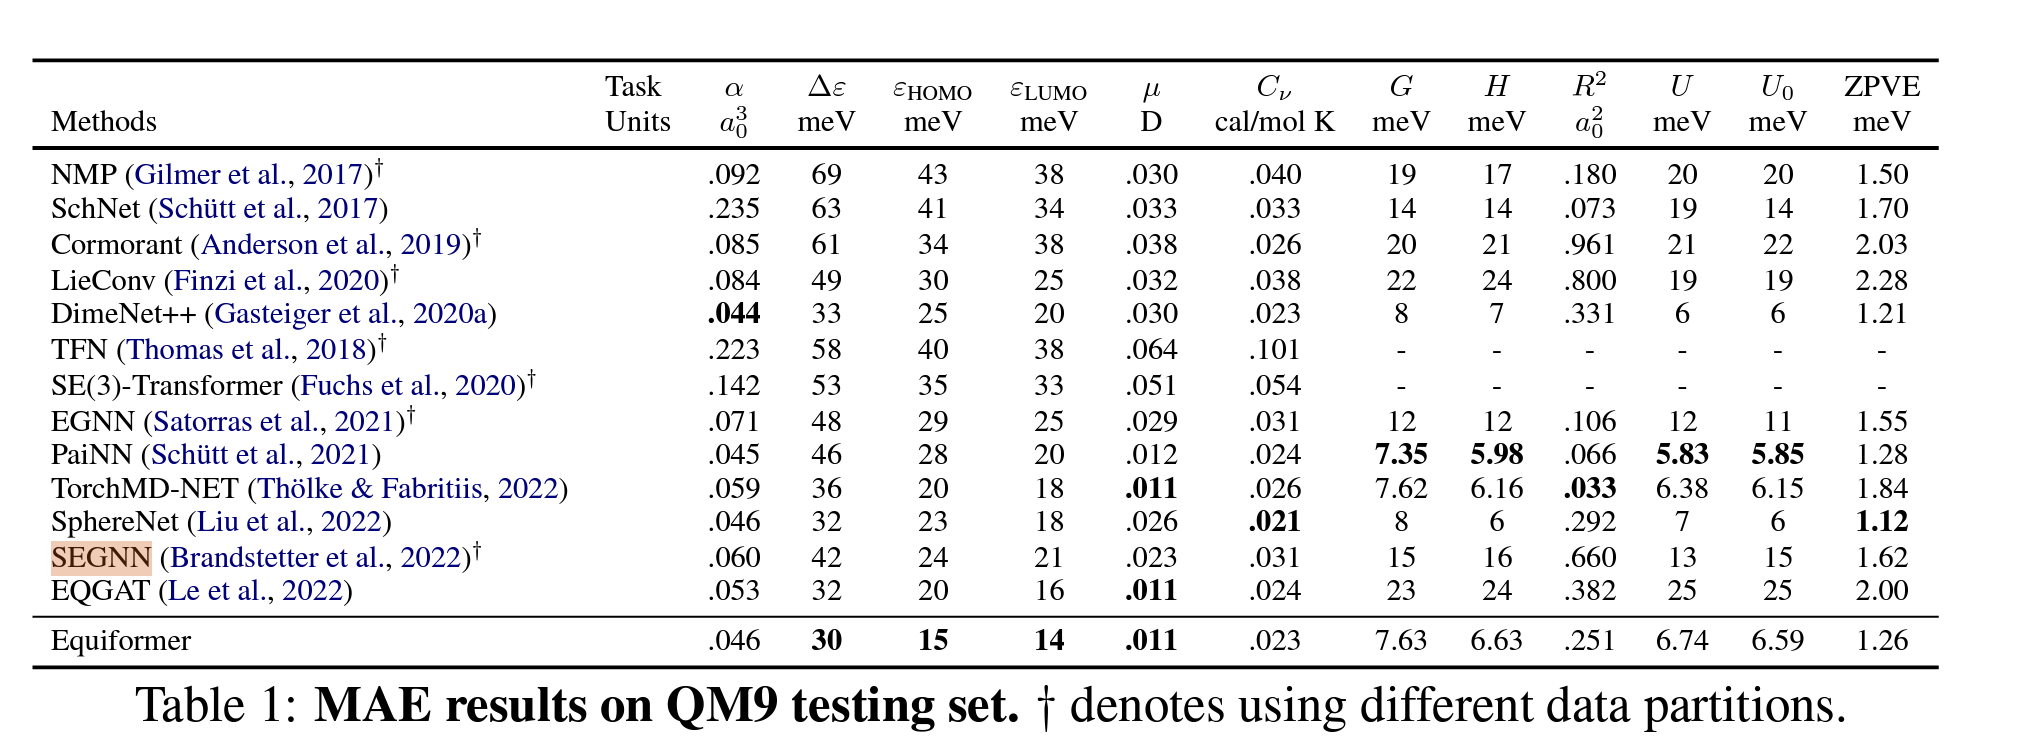 Task α Δε εHOMO εLUMO μ Cν G H R² U U₀ ZPVE
Methods Units a₀³ meV meV meV D cal/mol K meV meV a₀² meV meV meV
NMP (Gilmer et al., 2017)† .092 69 43 38 .030 .040 19 17 .180 20 20 1.50
SchNet (Schütt et al., 2017) .235 63 41 34 .033 .033 14 14 .073 19 14 1.70
Cormorant (Anderson et al., 2019)† .085 61 34 38 .038 .026 20 21 .961 21 22 2.03
LieConv (Finzi et al., 2020)† .084 49 30 25 .032 .038 22 24 .800 19 19 2.28
DimeNet++ (Gasteiger et al., 2020a) .044 33 25 20 .030 .023 8 7 .331 6 6 1.21
TFN (Thomas et al., 2018)† .223 58 40 38 .064 .101 - - - - - -
SE(3)-Transformer (Fuchs et al., 2020)† .142 53 35 33 .051 .054 - - - - - -
EGNN (Satorras et al., 2021)† .071 48 29 25 .029 .031 12 12 .106 12 11 1.55
PaiNN (Schütt et al., 2021) .045 46 28 20 .012 .024 7.35 5.98 .066 5.83 5.85 1.28
TorchMD-NET (Thölke & Fabritiis, 2022) .059 36 20 18 .011 .026 7.62 6.16 .033 6.38 6.15 1.84
SphereNet (Liu et al., 2022) .046 32 23 18 .026 .021 8 6 .292 7 6 1.12
SEGNN (Brandstetter et al., 2022)† .060 42 24 21 .023 .031 15 16 .660 13 15 1.62
EQGAT (Le et al., 2022) .053 32 20 16 .011 .024 23 24 .382 25 25 2.00
Equiformer .046 30 15 14 .011 .023 7.63 6.63 .251 6.74 6.59 1.26
Table 1: MAE results on QM9 testing set. † denotes using different data partitions.